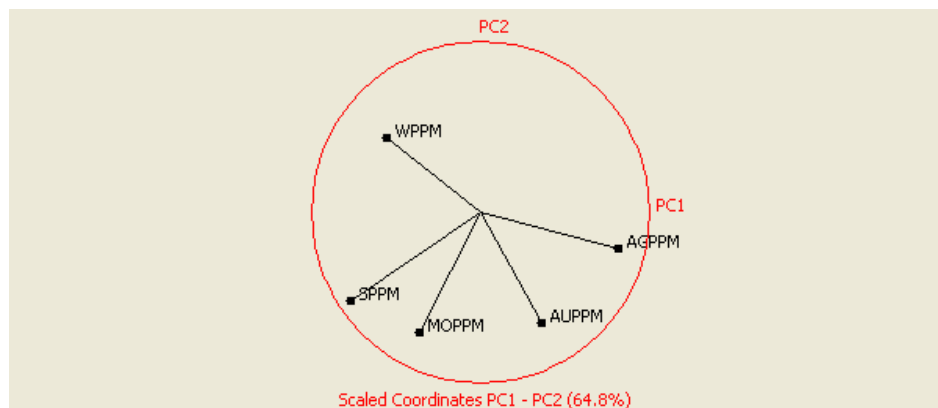 PC2
WPPM
PC1
AGPPM
SPPM
MOPPM
AUPPM
Scaled Coordinates PC1 - PC2 (64.8%)